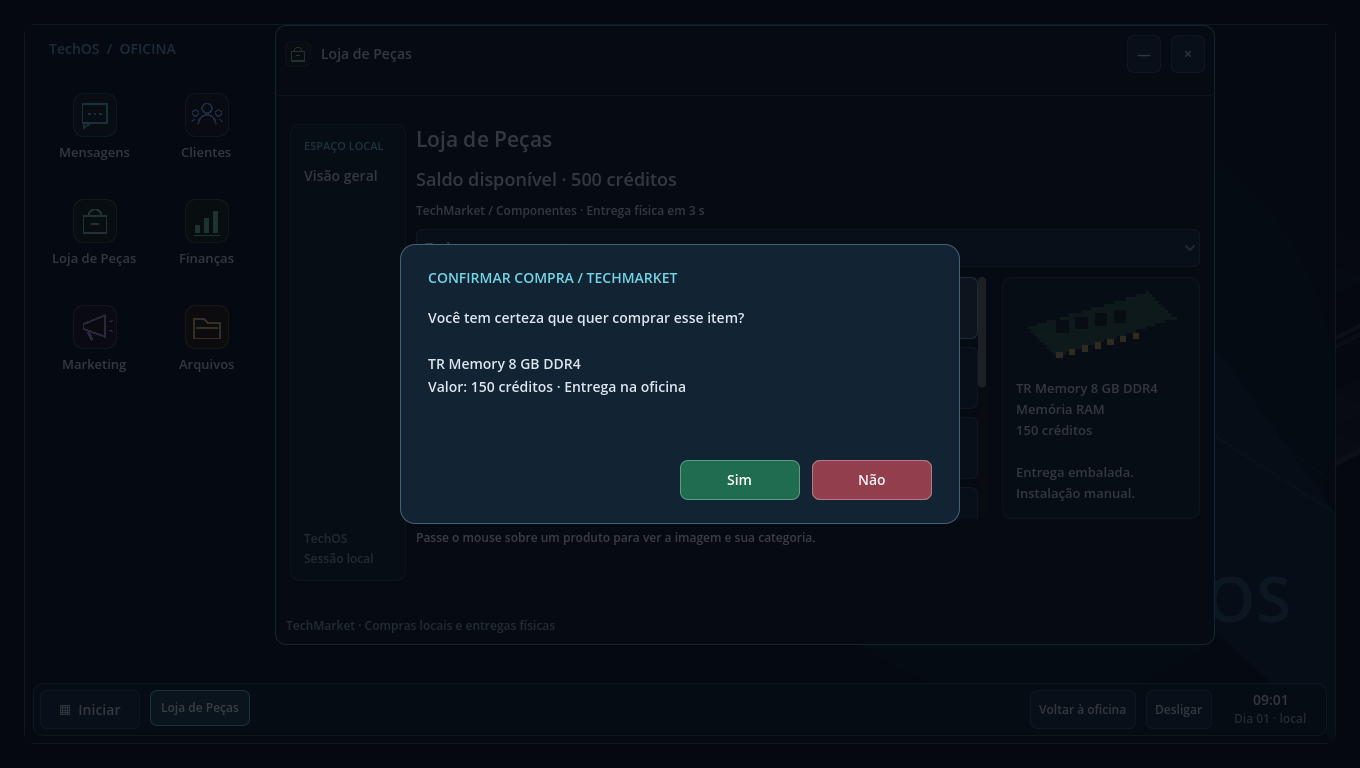 TechOS / OFICINA
Mensagens
Clientes
Loja de Peças
Finanças
Marketing
Arquivos
Loja de Peças
—
×
ESPAÇO LOCAL
Visão geral
TechOS
Sessão local
Loja de Peças
Saldo disponível · 500 créditos
TechMarket / Componentes · Entrega física em 3 s
CONFIRMAR COMPRA / TECHMARKET
Você tem certeza que quer comprar esse item?
TR Memory 8 GB DDR4
Valor: 150 créditos · Entrega na oficina
Sim
Não
TR Memory 8 GB DDR4
Memória RAM
150 créditos
Entrega embalada.
Instalação manual.
Passe o mouse sobre um produto para ver a imagem e sua categoria.
TechMarket · Compras locais e entregas físicas
OS
Iniciar
Loja de Peças
Voltar à oficina
Desligar
09:01
Dia 01 · local